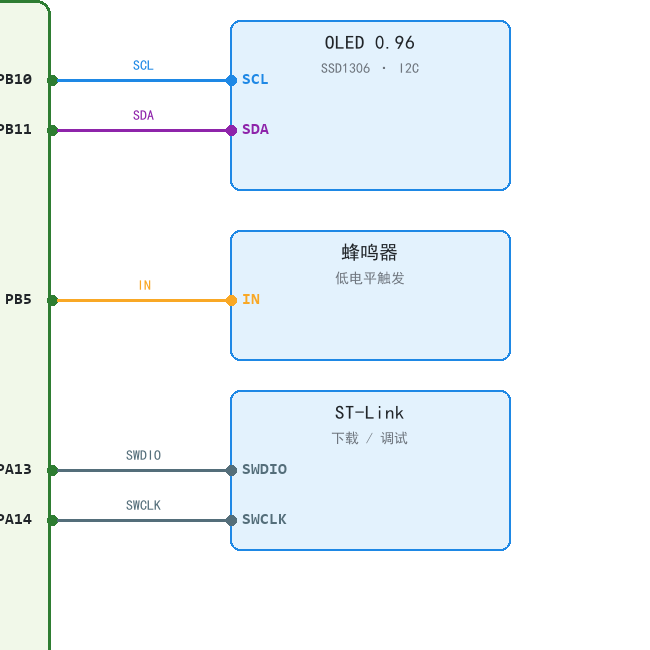 OLED 0.96
SSD1306 · I2C
PB10 SCL SCL
PB11 SDA SDA
蜂鸣器
低电平触发
PB5 IN IN
ST-Link
下载 / 调试
PA13 SWDIO SWDIO
PA14 SWCLK SWCLK